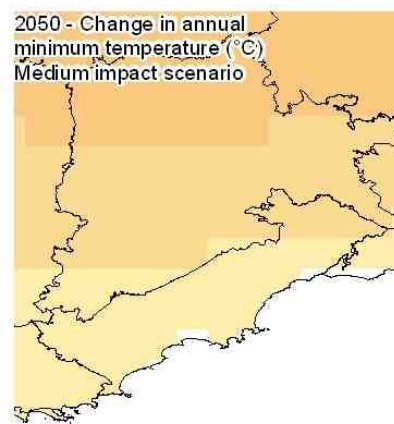 2050 - Change in annual
minimum temperature (°C)
Medium impact scenario